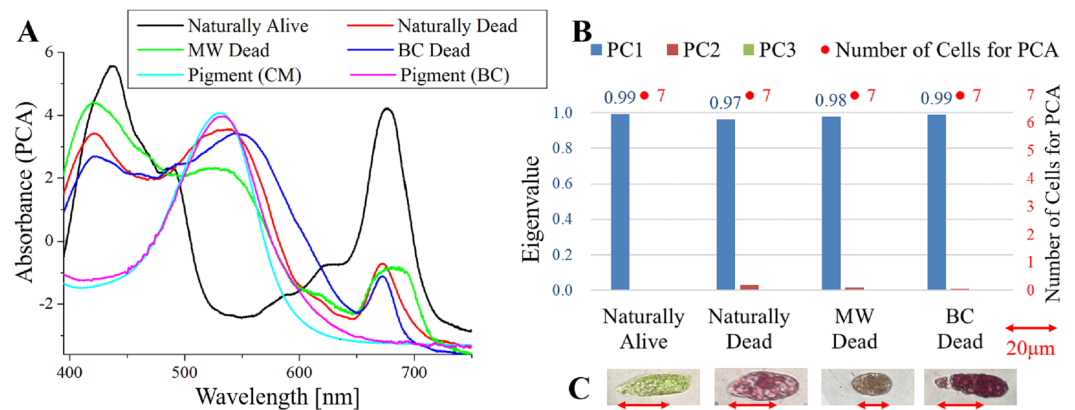 A
Naturally Alive
Naturally Dead
MW Dead
BC Dead
Pigment (CM)
Pigment (BC)
Absorbance (PCA)
6
4
2
0
-2
400
500
600
700
Wavelength [nm]
B
PC1
PC2
PC3
Number of Cells for PCA
Eigenvalue
1.0
0.8
0.6
0.4
0.2
0.0
0.99
7
0.97
7
0.98
7
0.99
7
7
6
5
4
3
2
1
0
Number of Cells for PCA
Naturally
Alive
Naturally
Dead
MW
Dead
BC
Dead
20μm
C